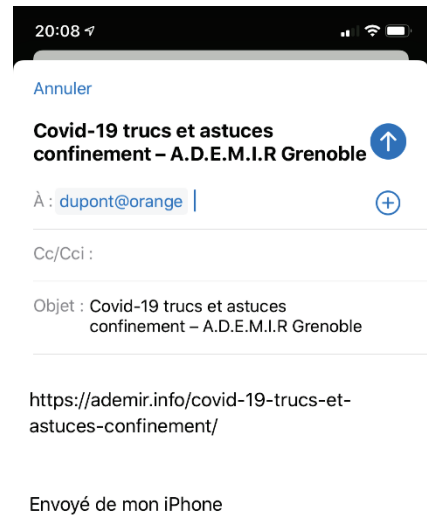 20:08
Annuler
Covid-19 trucs et astuces
confinement – A.D.E.M.I.R Grenoble
À : dupont@orange
Cc/Cci :
Objet : Covid-19 trucs et astuces
confinement – A.D.E.M.I.R Grenoble
https://ademir.info/covid-19-trucs-et-
astuces-confinement/
Envoyé de mon iPhone